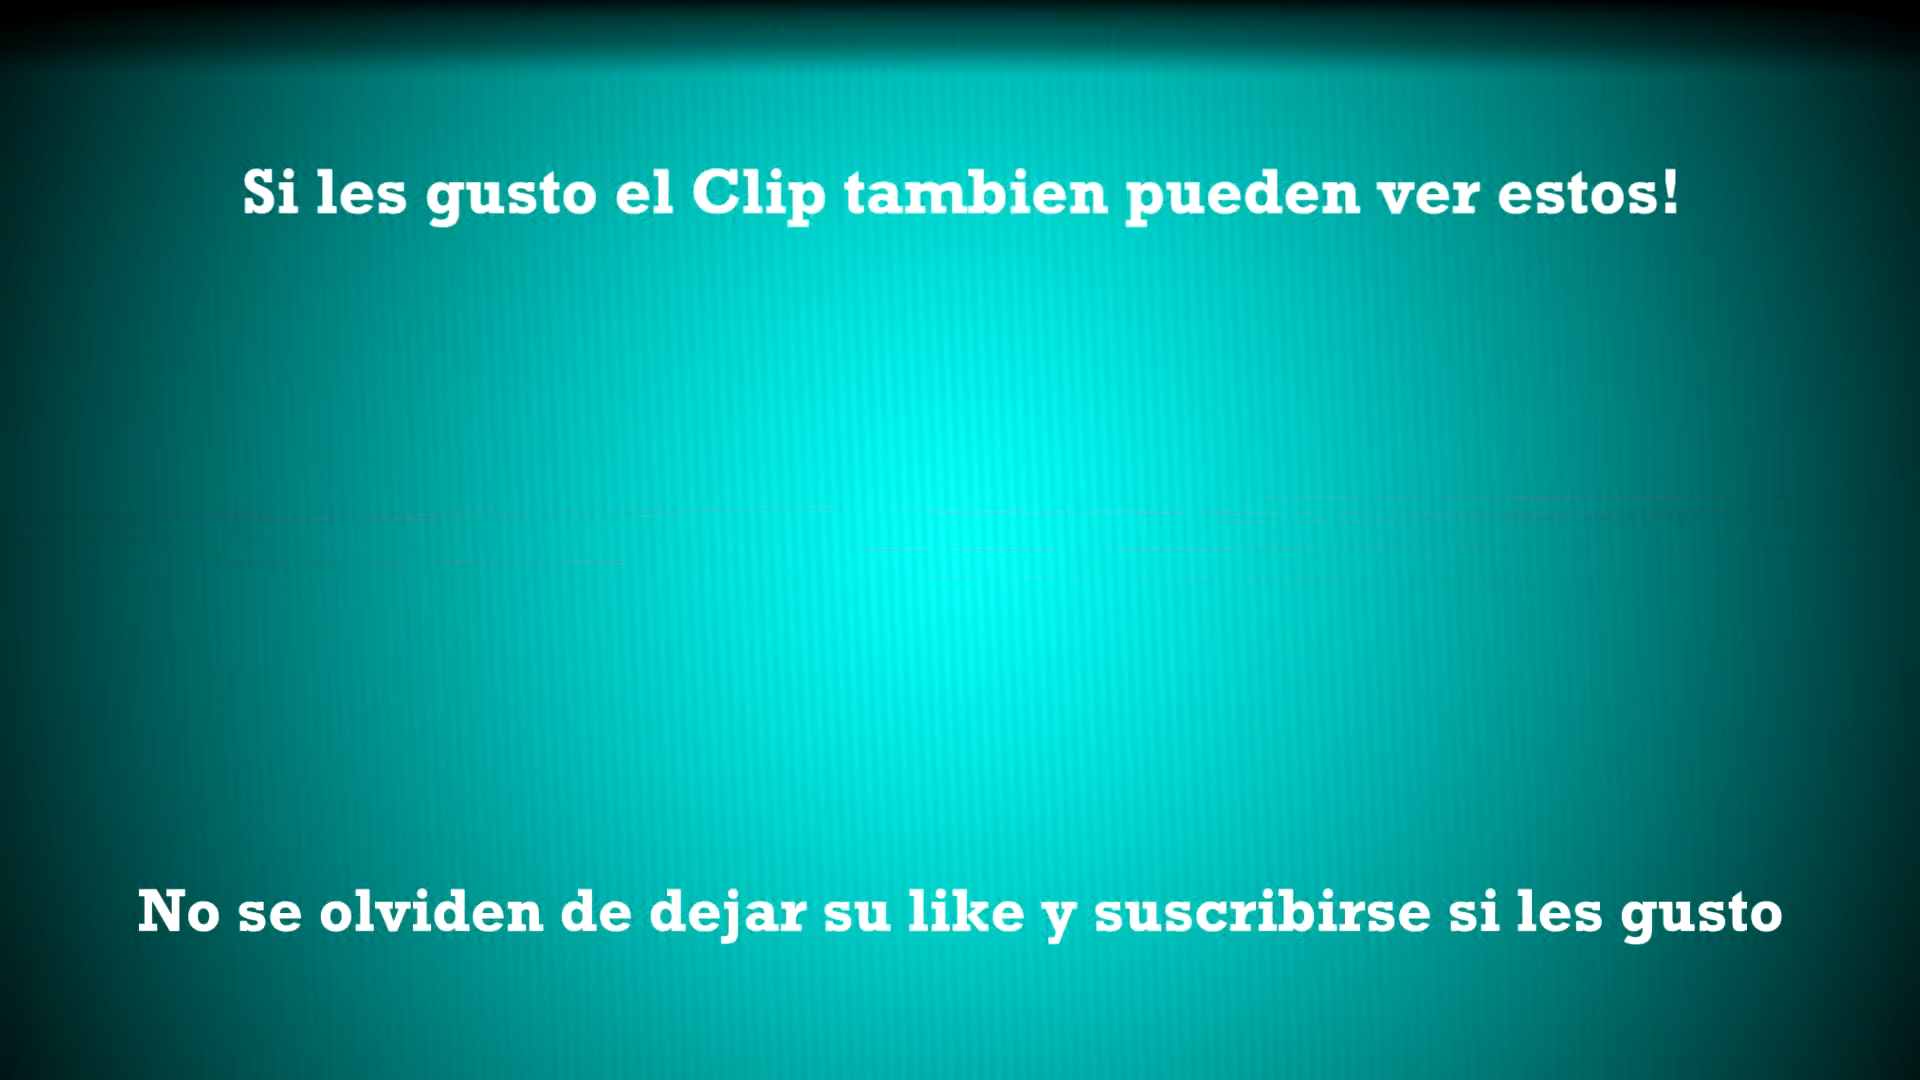 Si les gusto el Clip tambien pueden ver estos!
No se olviden de dejar su like y suscribirse si les gusto